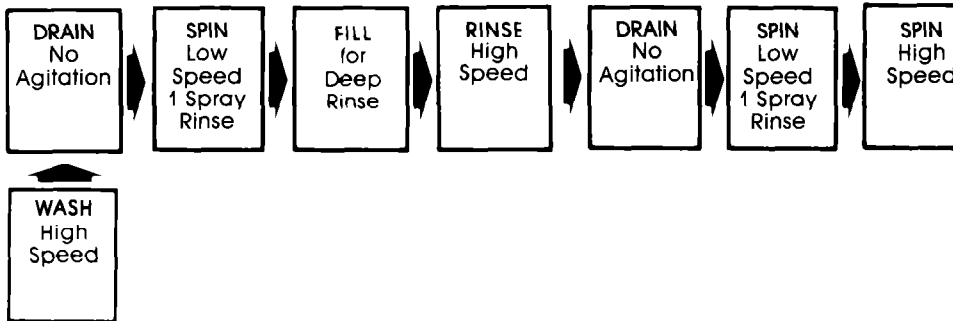 DRAIN
No
Agitation
SPIN
Low
Speed
1 Spray
Rinse
FILL
for
Deep
Rinse
RINSE
High
Speed
DRAIN
No
Agitation
SPIN
Low
Speed
1 Spray
Rinse
SPIN
High
Speed
WASH
High
Speed